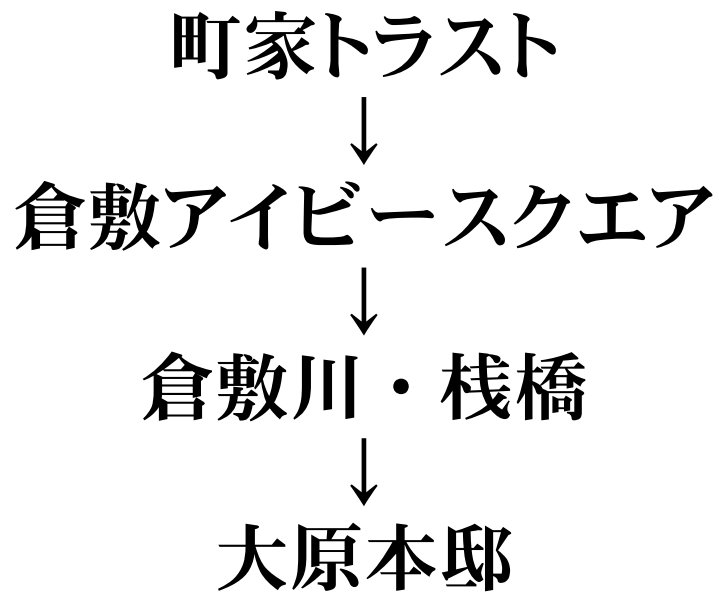 町家トラスト
↓
倉敷アイビースクエア
↓
倉敷川・桟橋
↓
大原本邸